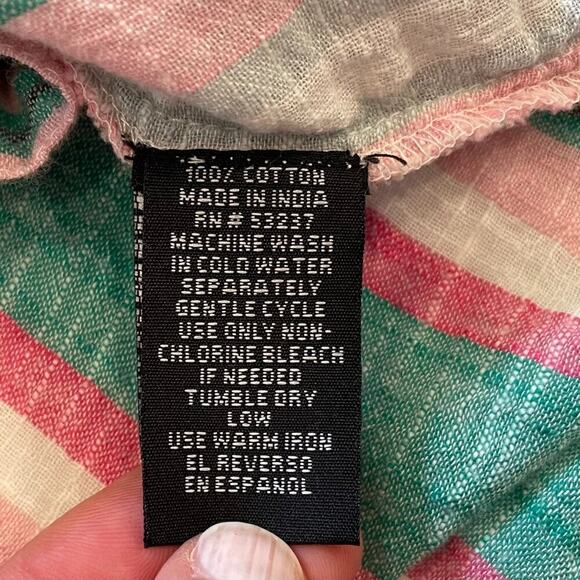 100% COTTON
MADE IN INDIA
RN # 53237
MACHINE WASH
IN COLD WATER
SEPARATELY
GENTLE CYCLE
USE ONLY NON-
CHLORINE BLEACH
IF NEEDED
TUMBLE DRY
LOW
USE WARM IRON
EL REVERSO
EN ESPANOL